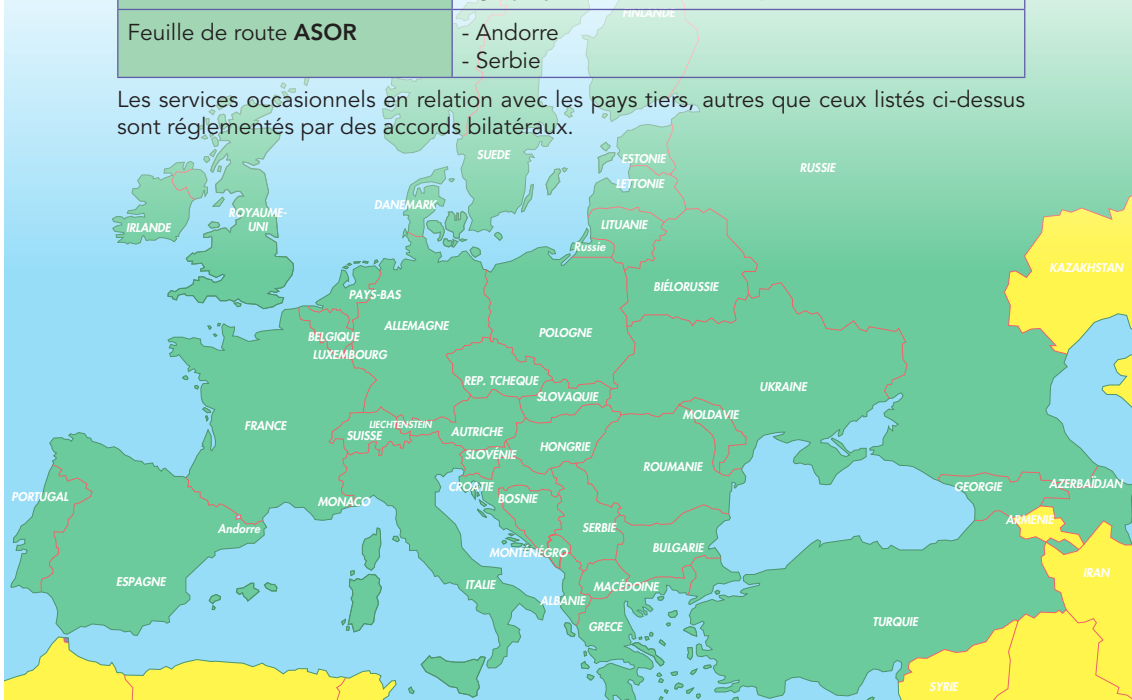 FINLANDE
Feuille de route ASOR
- Andorre
- Serbie
Les services occasionnels en relation avec les pays tiers, autres que ceux listés ci-dessus
sont réglementés par des accords bilatéraux.
SUEDE
ESTONIE
RUSSIE
LETTONIE
DANEMARK
ROYAUME-
UNI
IRLANDE
LITUANIE
Russie
KAZAKHSTAN
BIÉLORUSSIE
PAYS-BAS
ALLEMAGNE
POLOGNE
BELGIQUE
LUXEMBOURG
REP. TCHEQUE
UKRAINE
SLOVAQUIE
MOLDAVIE
FRANCE
LIECHTENSTEIN
SUISSE
AUTRICHE
HONGRIE
SLOVÉNIE
ROUMANIE
CROATIE
BOSNIE
GEORGIE
AZERBAÏDJAN
PORTUGAL
MONACO
Andorre
SERBIE
ARMENIE
MONTÉNÉGRO
BULGARIE
IRAN
ESPAGNE
ITALIE
MACÉDOINE
ALBANIE
GRECE
TURQUIE
SYRIE